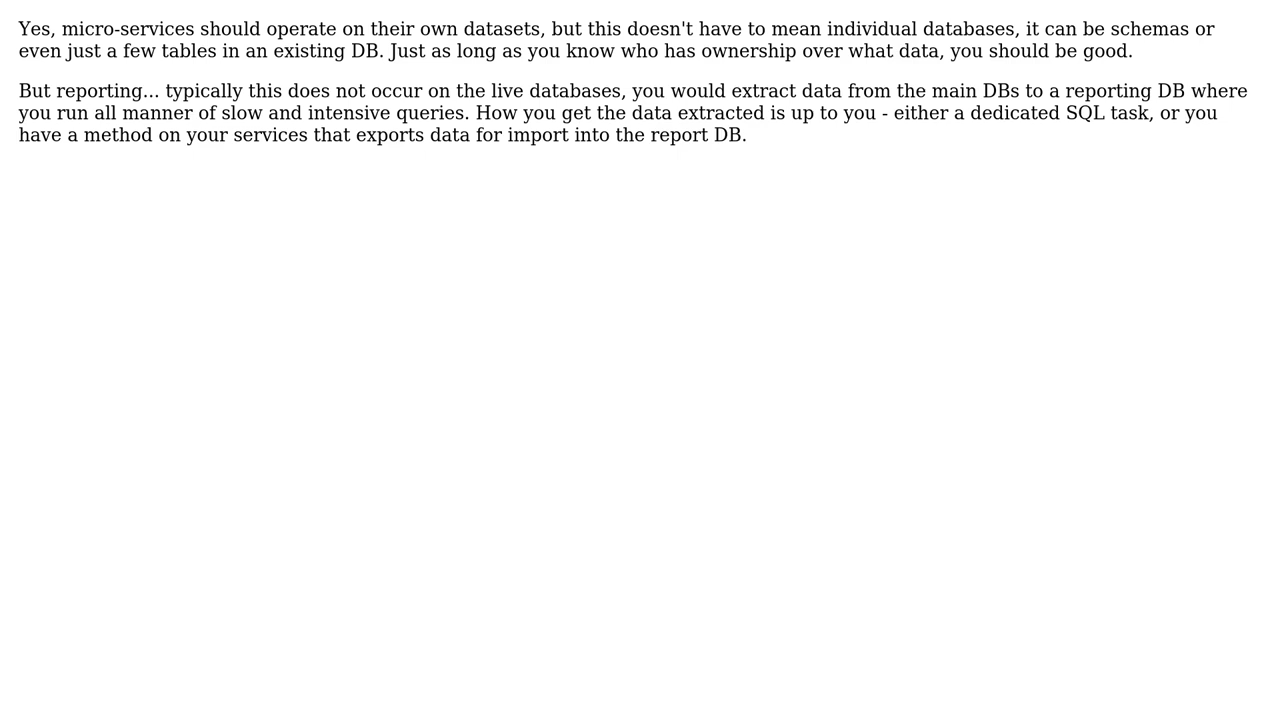 Yes, micro-services should operate on their own datasets, but this doesn't have to mean individual databases, it can be schemas or
even just a few tables in an existing DB. Just as long as you know who has ownership over what data, you should be good.
But reporting... typically this does not occur on the live databases, you would extract data from the main DBs to a reporting DB where
you run all manner of slow and intensive queries. How you get the data extracted is up to you - either a dedicated SQL task, or you
have a method on your services that exports data for import into the report DB.